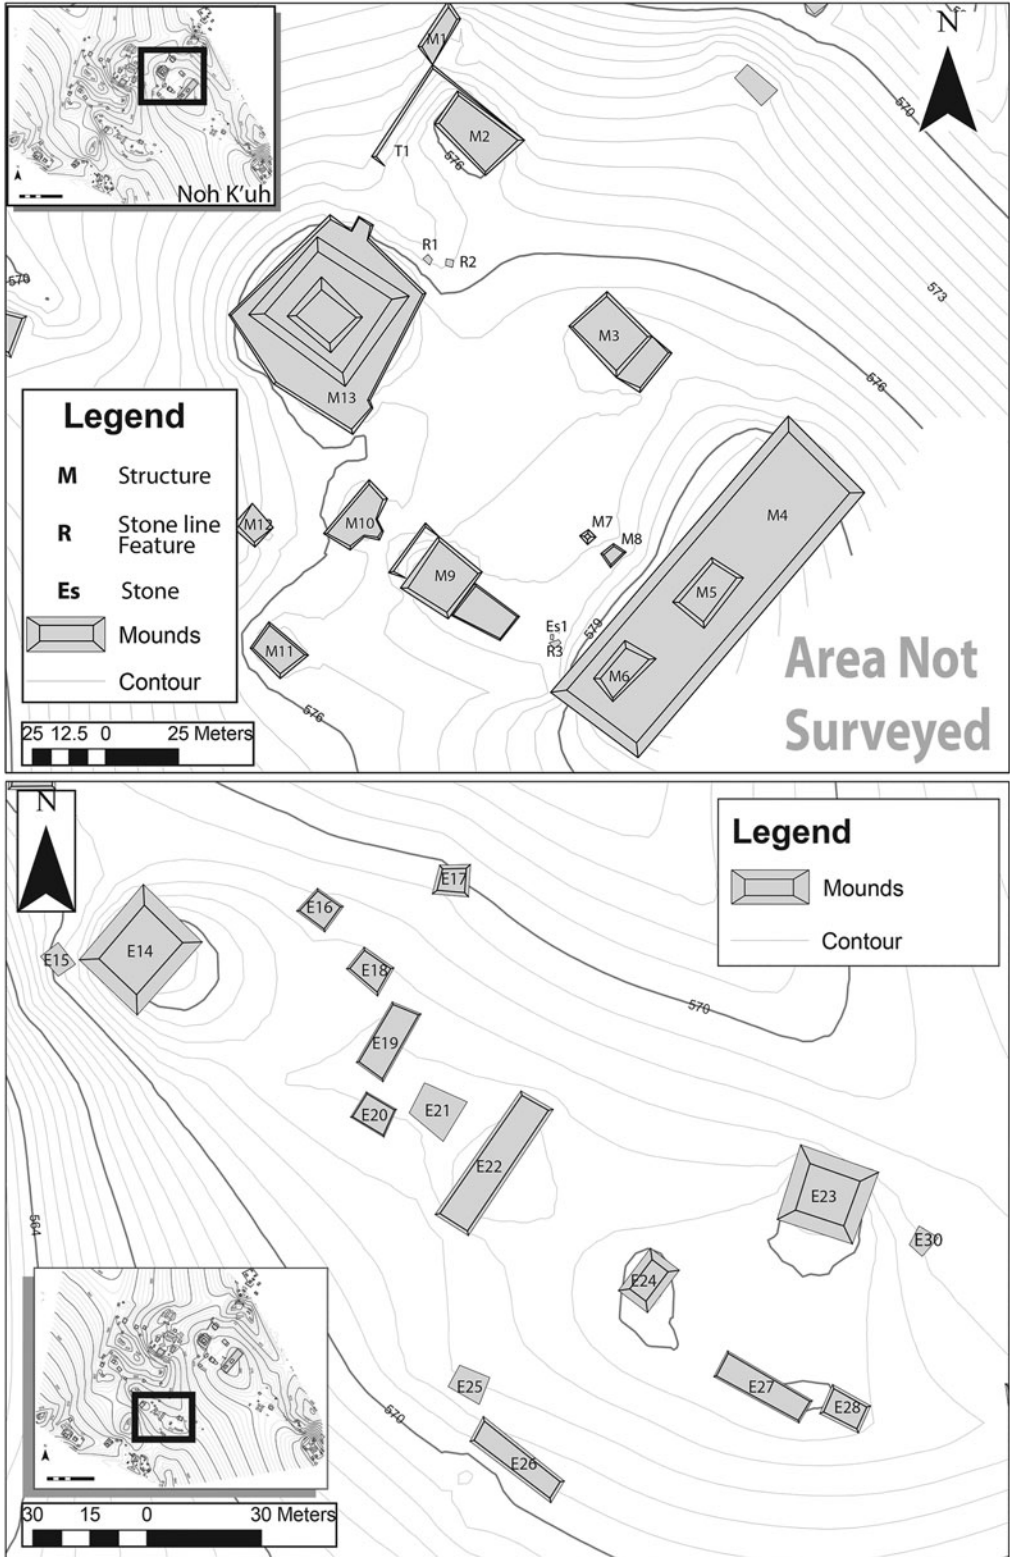 Noh K'uh
N
M1
M2
T1
576
570
R1
R2
573
576
M3
M13
576
M4
M12
M10
M7
M8
M9
M5
Es1
R3
579
M6
M11
576
Legend
M Structure
R Stone line
Feature
Es Stone
Mounds
Contour
25 12.5 0 25 Meters
Area Not
Surveyed
N
Legend
Mounds
Contour
E17
E16
E14
E15
E18
570
E19
E20
E21
E22
E23
564
E30
E24
E25
E27
E28
570
E26
30 15 0 30 Meters